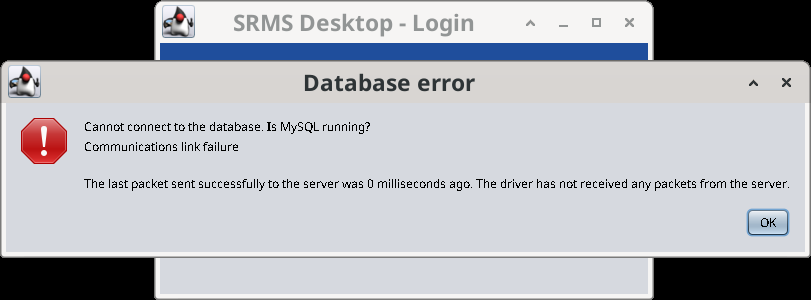 SRMS Desktop - Login
Database error
Cannot connect to the database. Is MySQL running?
Communications link failure
The last packet sent successfully to the server was 0 milliseconds ago. The driver has not received any packets from the server.
OK